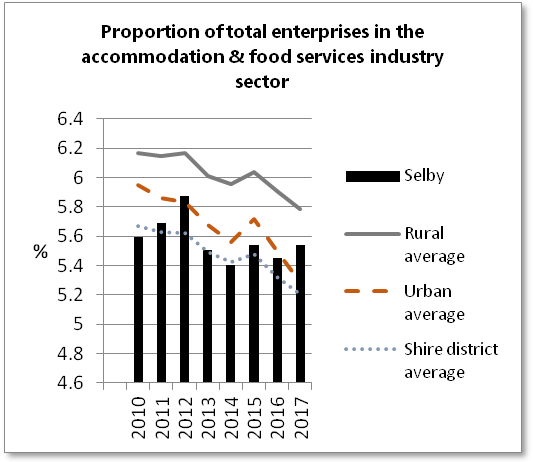 Proportion of total enterprises in the
accommodation & food services industry
sector
6.4
6.2
6
5.8
5.6
5.4
5.2
5
4.8
4.6
%
2010
2011
2012
2013
2014
2015
2016
2017
Selby
Rural
average
Urban
average
Shire district
average